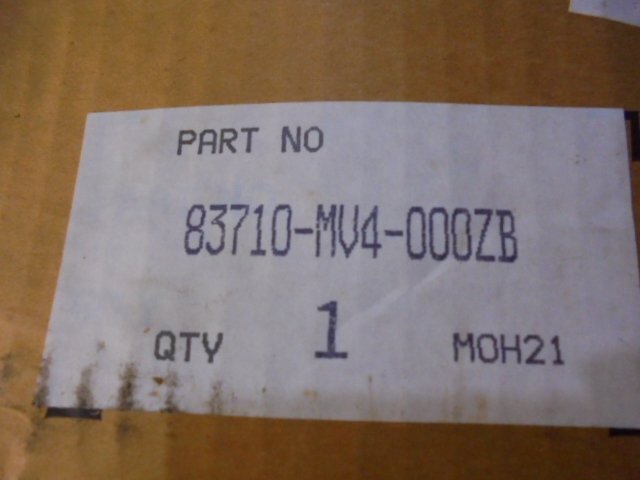 PART NO
83710-MV4-000ZB
QTY 1 MOH21